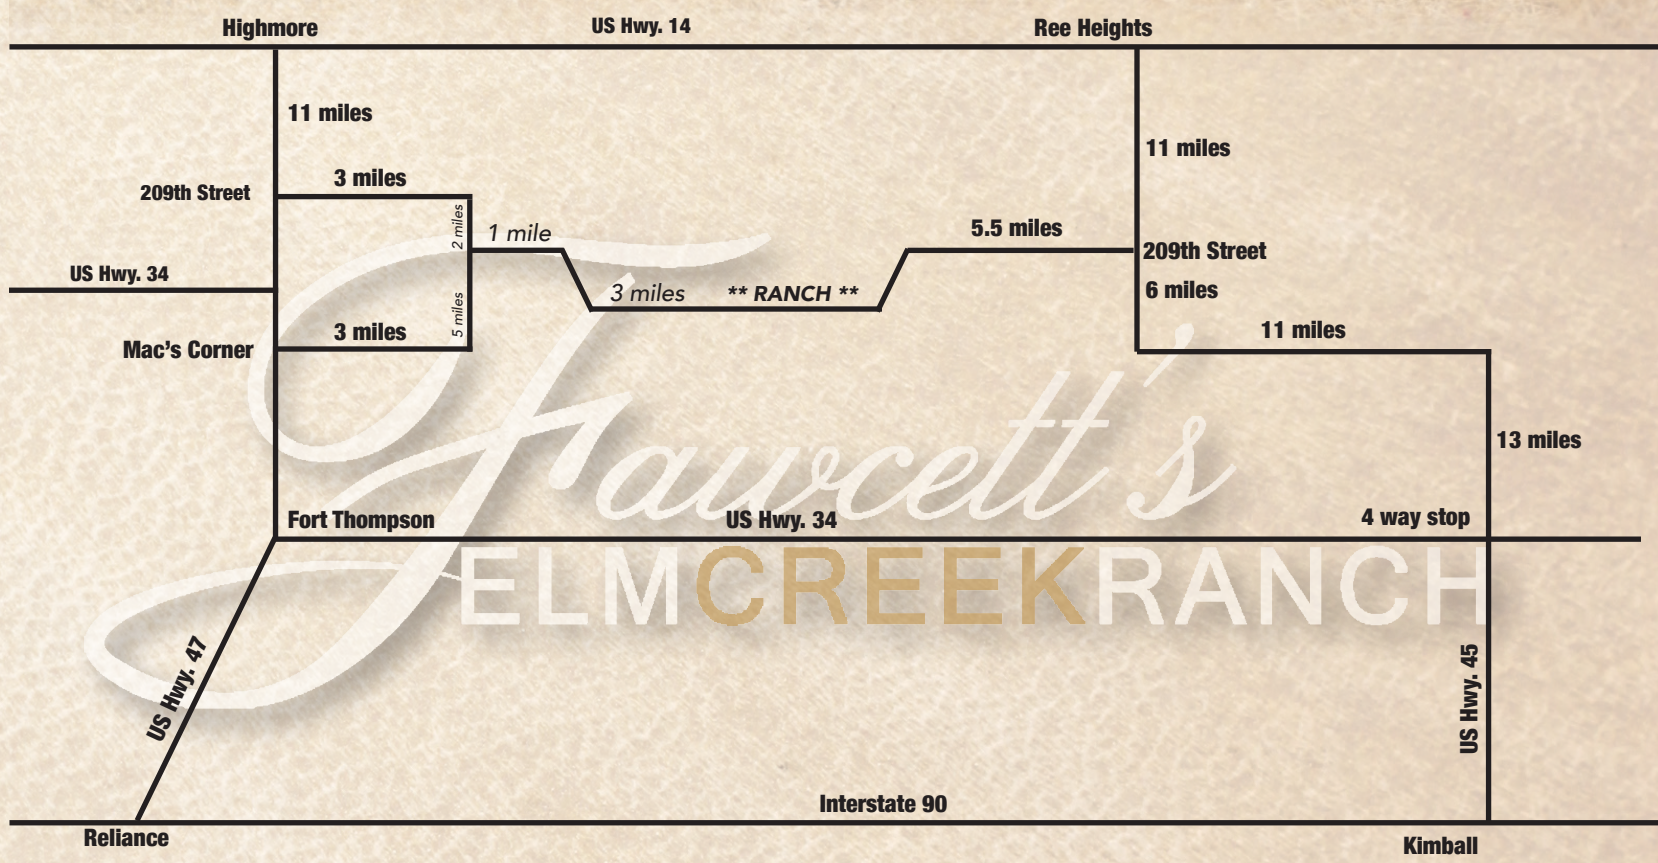 Highmore
US Hwy. 14
Ree Heights
11 miles
11 miles
3 miles
209th Street
2 miles
1 mile
5.5 miles
209th Street
US Hwy. 34
3 miles
** RANCH **
6 miles
5 miles
3 miles
11 miles
Mac's Corner
13 miles
Fawcett's
Fort Thompson
US Hwy. 34
4 way stop
ELMCREEKRANCH
US Hwy. 47
US Hwy. 45
Interstate 90
Reliance
Kimball